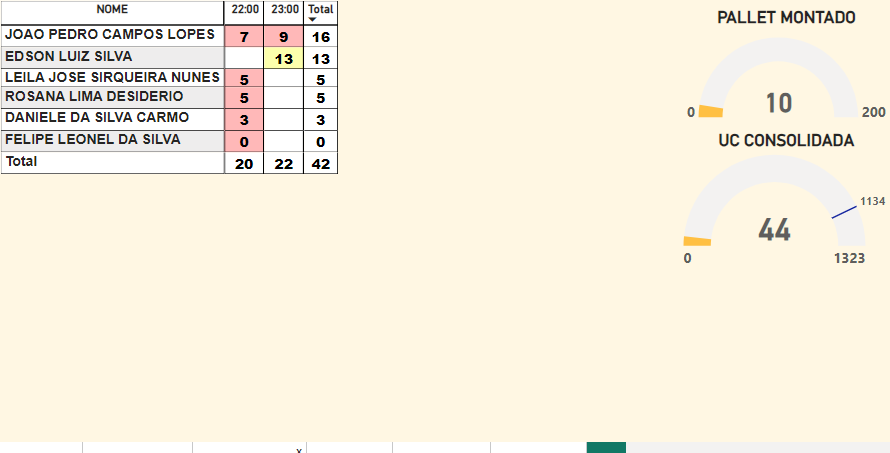 NOME 22:00 23:00 Total
JOAO PEDRO CAMPOS LOPES 7 9 16
EDSON LUIZ SILVA 13 13
LEILA JOSE SIRQUEIRA NUNES 5 5
ROSANA LIMA DESIDERIO 5 5
DANIELE DA SILVA CARMO 3 3
FELIPE LEONEL DA SILVA 0 0
Total 20 22 42
PALLET MONTADO
10
0 200
UC CONSOLIDADA
1134
44
0 1323
x